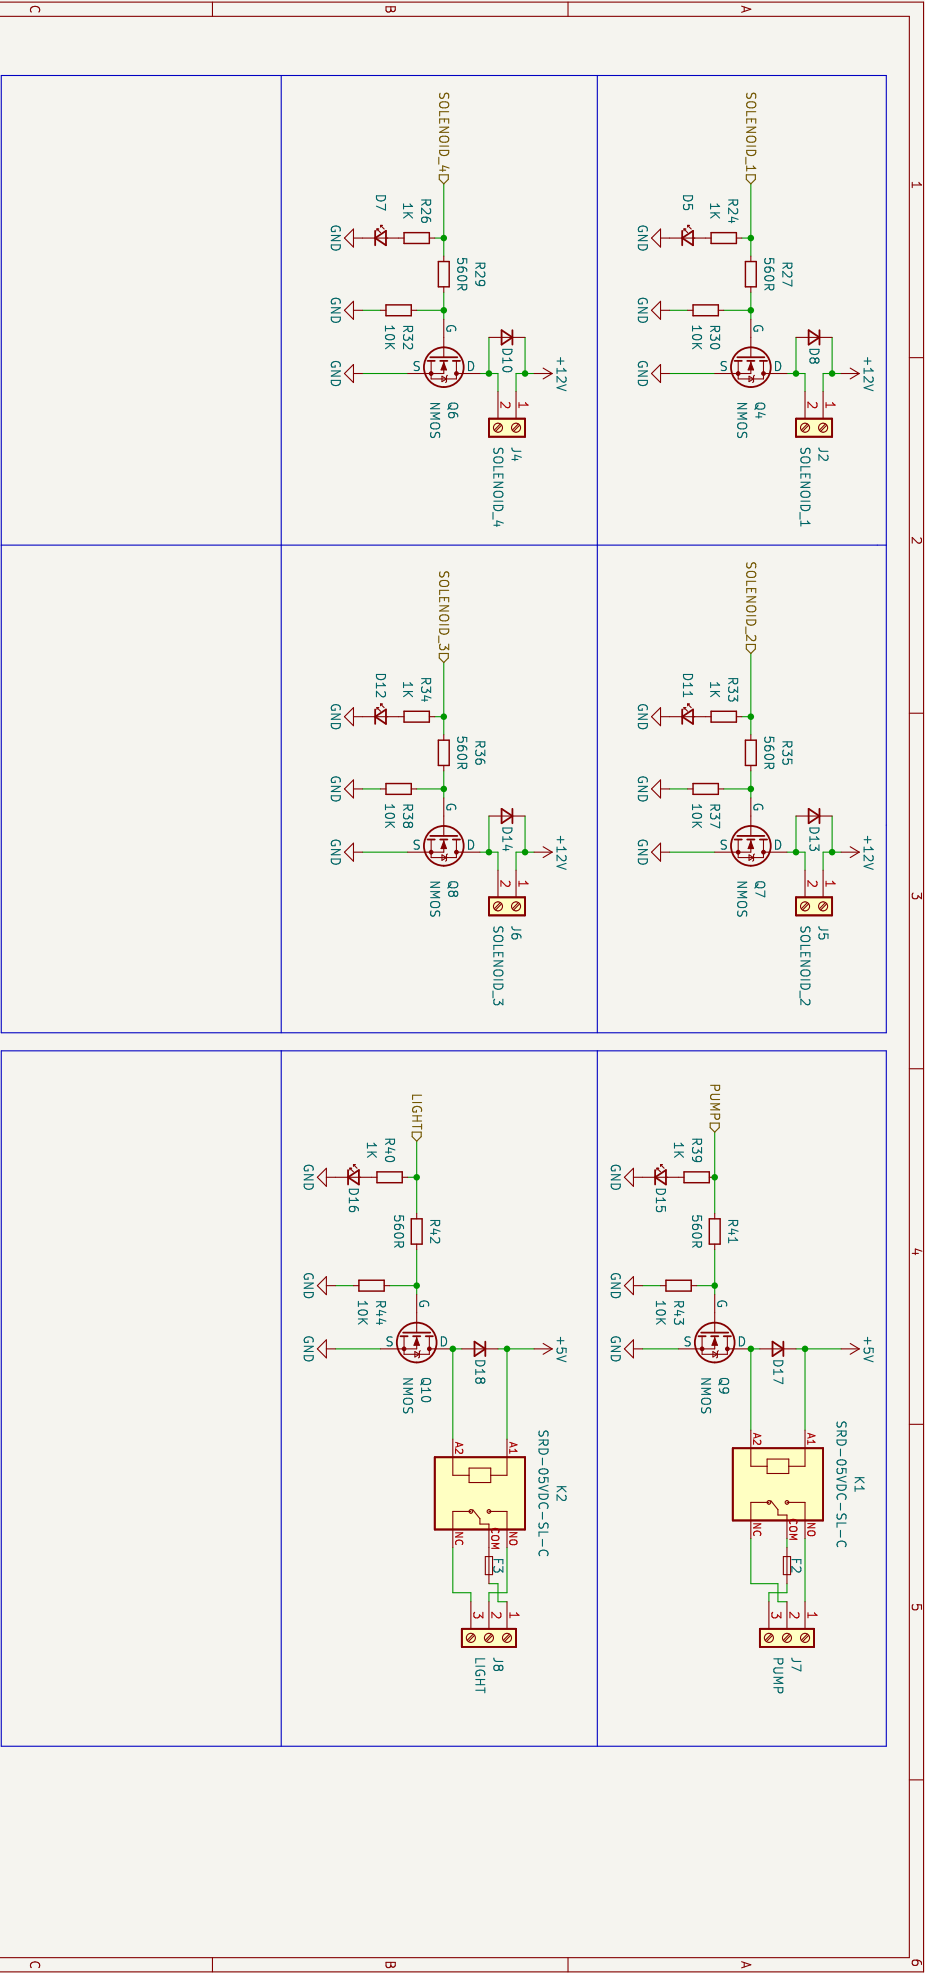 1
2
3
4
5
6
A
A
B
B
C
C
SOLENOID_1
R24
1K
D5
GND
R27
560R
R30
10K
GND
G
S
D
GND
Q4
NMOS
D8
+12V
1
2
J2
SOLENOID_1
SOLENOID_2
R33
1K
D11
GND
R35
560R
R37
10K
GND
G
S
D
GND
Q7
NMOS
D13
+12V
1
2
J5
SOLENOID_2
PUMP
R39
1K
D15
GND
R41
560R
R43
10K
GND
G
S
D
GND
Q9
NMOS
D17
+5V
K1
SRD-05VDC-SL-C
A1
A2
NO
COM
NC
F2
1
2
3
J7
PUMP
SOLENOID_4
R26
1K
D7
GND
R29
560R
R32
10K
GND
G
S
D
GND
Q6
NMOS
D10
+12V
1
2
J4
SOLENOID_4
SOLENOID_3
R34
1K
D12
GND
R36
560R
R38
10K
GND
G
S
D
GND
Q8
NMOS
D14
+12V
1
2
J6
SOLENOID_3
LIGHT
R40
1K
D16
GND
R42
560R
R44
10K
GND
G
S
D
GND
Q10
NMOS
D18
+5V
K2
SRD-05VDC-SL-C
A1
A2
NO
COM
NC
F3
1
2
3
J8
LIGHT